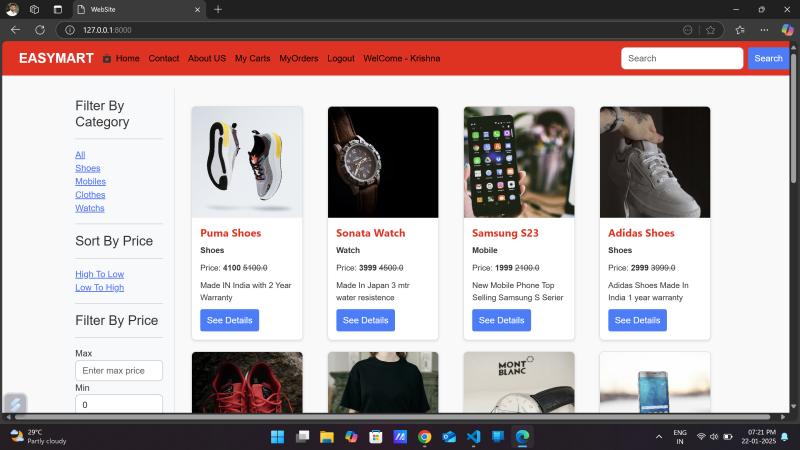 WebSite
127.0.0.1:8000
EASYMART
Home
Contact
About US
My Carts
MyOrders
Logout
WelCome - Krishna
Search
Search
Filter By
Category
All
Shoes
Mobiles
Clothes
Watchs
Sort By Price
High To Low
Low To High
Filter By Price
Max
Enter max price
Min
0
Puma Shoes
Shoes
Price: 4100 5100.0
Made IN India with 2 Year
Warranty
See Details
Sonata Watch
Watch
Price: 3999 4500.0
Made In Japan 3 mtr
water resistence
See Details
Samsung S23
Mobile
Price: 1999 2100.0
New Mobile Phone Top
Selling Samsung S Serier
See Details
Adidas Shoes
Shoes
Price: 2999 3999.0
Adidas Shoes Made In
India 1 year warranty
See Details
MONT
BLANC
29°C
Partly cloudy
ENG
IN
07:21 PM
22-01-2025